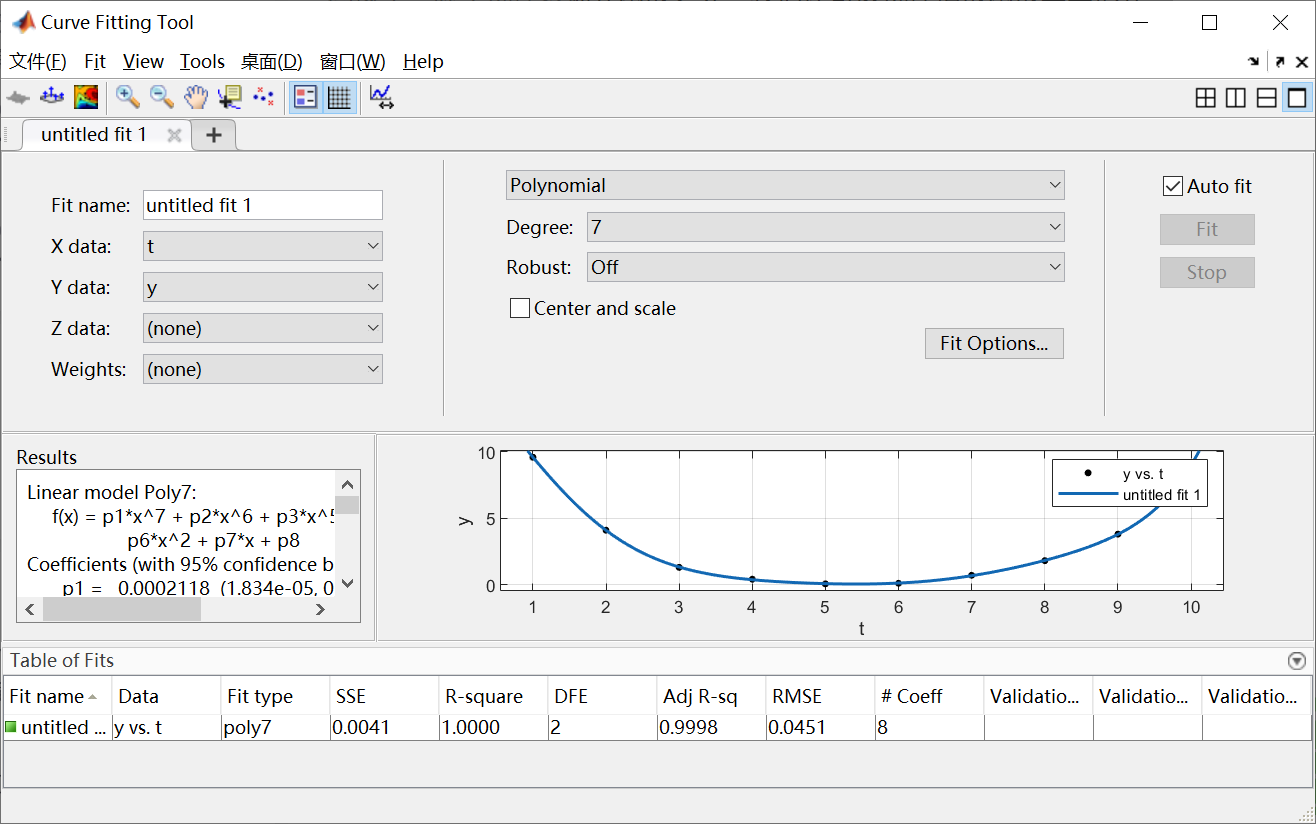 Curve Fitting Tool
文件(F) Fit View Tools 桌面(D) 窗口(W) Help
untitled fit 1
Fit name: untitled fit 1
X data: t
Y data: y
Z data: (none)
Weights: (none)
Polynomial
Degree: 7
Robust: Off
Center and scale
Fit Options...
Auto fit
Fit
Stop
Results
Linear model Poly7:
f(x) = p1*x^7 + p2*x^6 + p3*x^5
p6*x^2 + p7*x + p8
Coefficients (with 95% confidence b
p1 = 0.0002118 (1.834e-05, 0
10
5
0
y
y vs. t
untitled fit 1
1 2 3 4 5 6 7 8 9 10
t
Table of Fits
Fit name Data Fit type SSE R-square DFE Adj R-sq RMSE # Coeff Validatio... Validatio... Validatio...
untitled ... y vs. t poly7 0.0041 1.0000 2 0.9998 0.0451 8